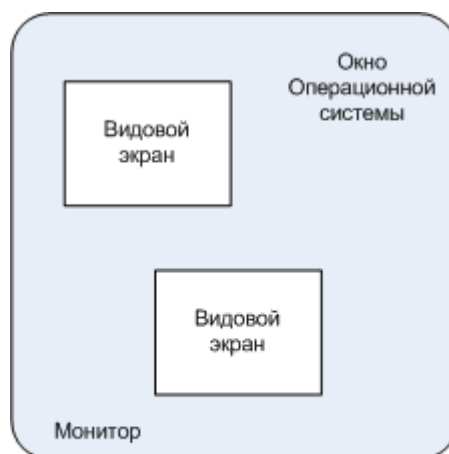 Окно
Операционной
системы
Видовой
экран
Видовой
экран
Монитор